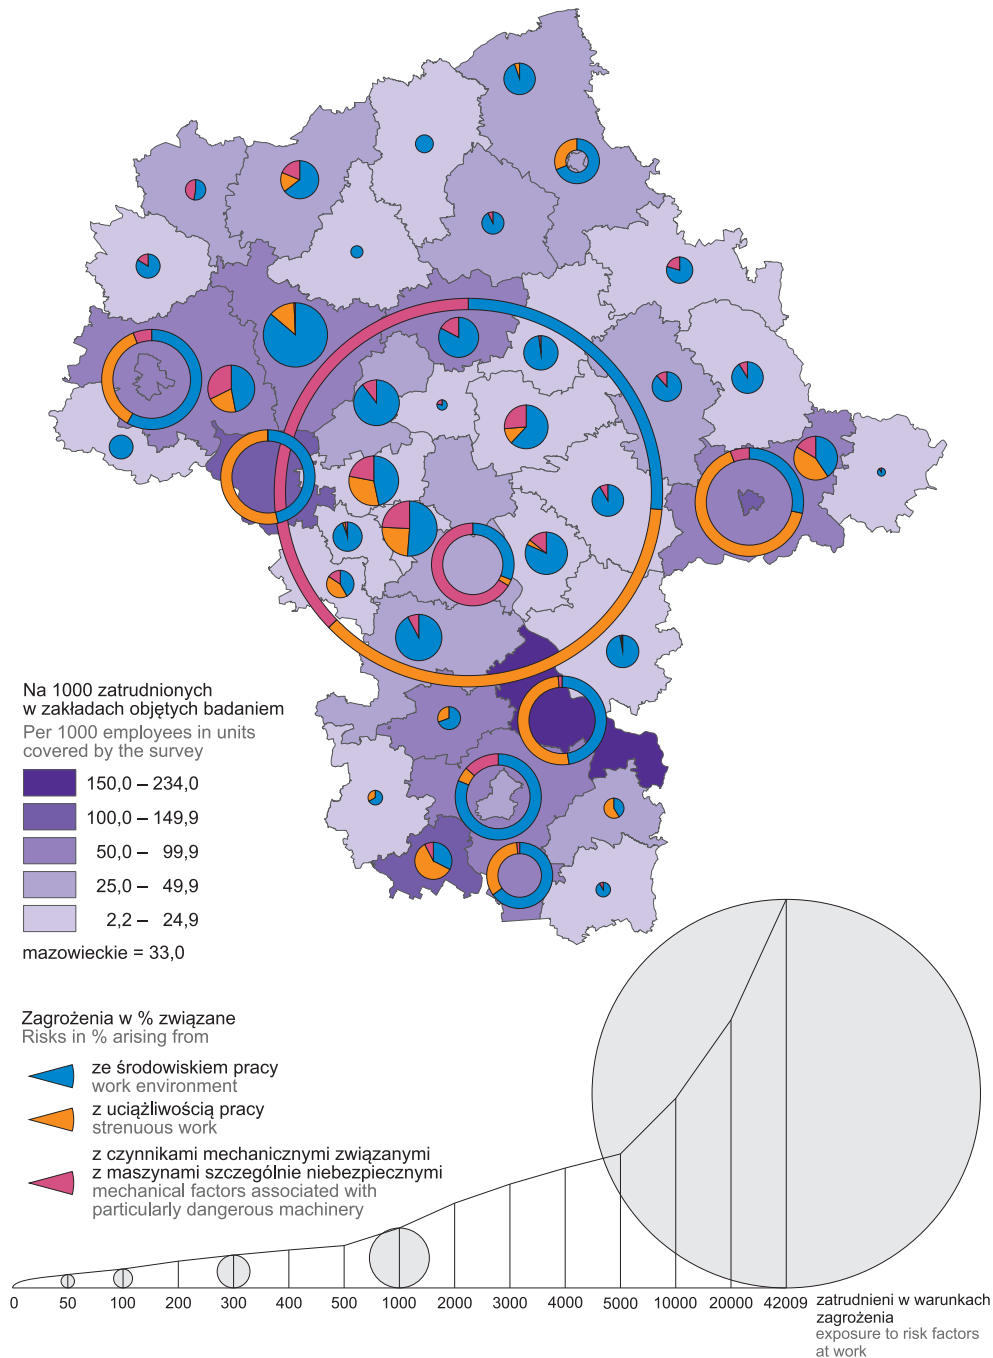 Na 1000 zatrudnionych
w zakładach objętych badaniem
Per 1000 employees in units
covered by the survey
150,0 – 234,0
100,0 – 149,9
50,0 – 99,9
25,0 – 49,9
2,2 – 24,9
mazowieckie = 33,0
Zagrożenia w % związane
Risks in % arising from
ze środowiskiem pracy
work environment
z uciążliwością pracy
strenuous work
z czynnikami mechanicznymi związanymi
z maszynami szczególnie niebezpiecznymi
mechanical factors associated with
particularly dangerous machinery
0 50 100 200 300 400 500 1000 2000 3000 4000 5000 10000 20000 42009
zatrudnieni w warunkach
zagrożenia
exposure to risk factors
at work